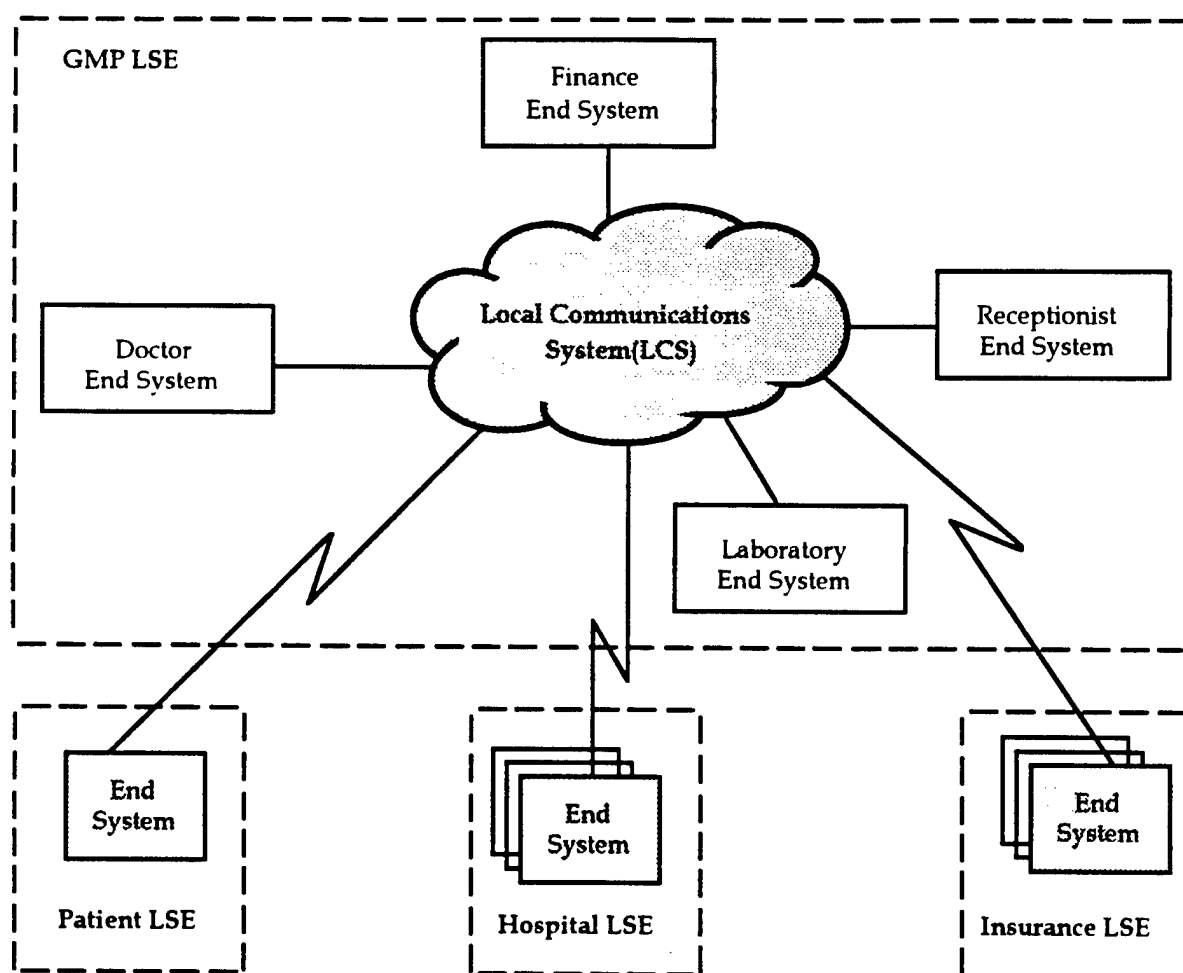 GMP LSE
Finance
End System
Local Communications
System(LCS)
Receptionist
End System
Doctor
End System
Laboratory
End System
End
System
Patient LSE
End
System
Hospital LSE
End
System
Insurance LSE